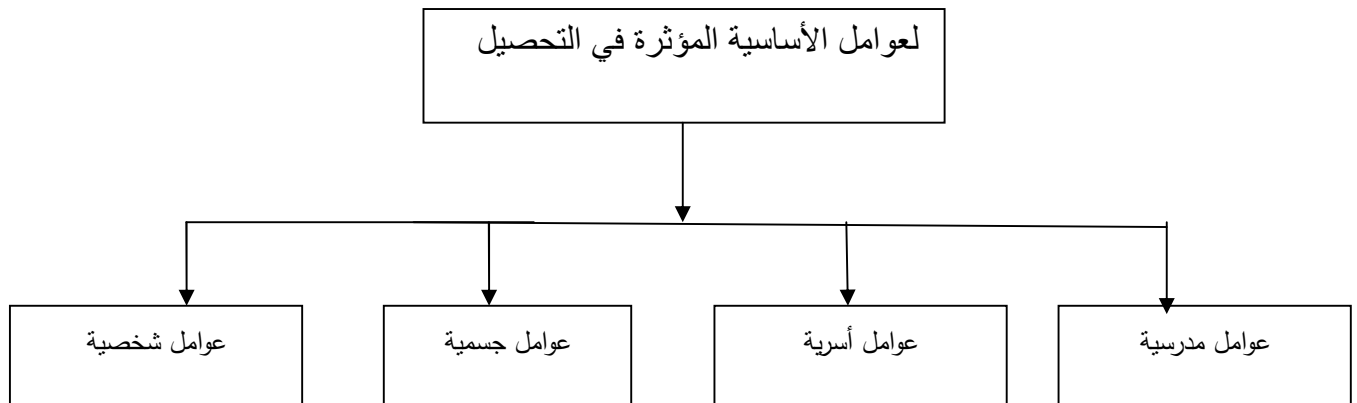 لعوامل الأساسية المؤثرة في التحصيل
عوامل مدرسية
عوامل أسرية
عوامل جسمية
عوامل شخصية